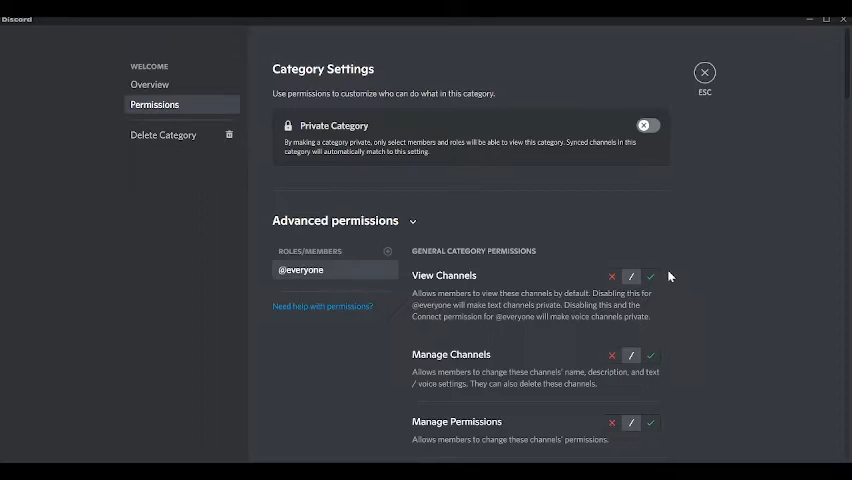 Discord
WELCOME
Overview
Permissions
Delete Category
Category Settings
Use permissions to customize who can do what in this category.
ESC
Private Category
By making a category private, only select members and roles will be able to view this category. Synced channels in this
category will automatically match to this setting.
Advanced permissions
ROLES/MEMBERS
@everyone
Need help with permissions?
GENERAL CATEGORY PERMISSIONS
View Channels
Allows members to view these channels by default. Disabling this for
@everyone will make text channels private. Disabling this and the
Connect permission for @everyone will make voice channels private.
Manage Channels
Allows members to change these channels' name, description, and text
/ voice settings. They can also delete these channels.
Manage Permissions
Allows members to change these channels' permissions.